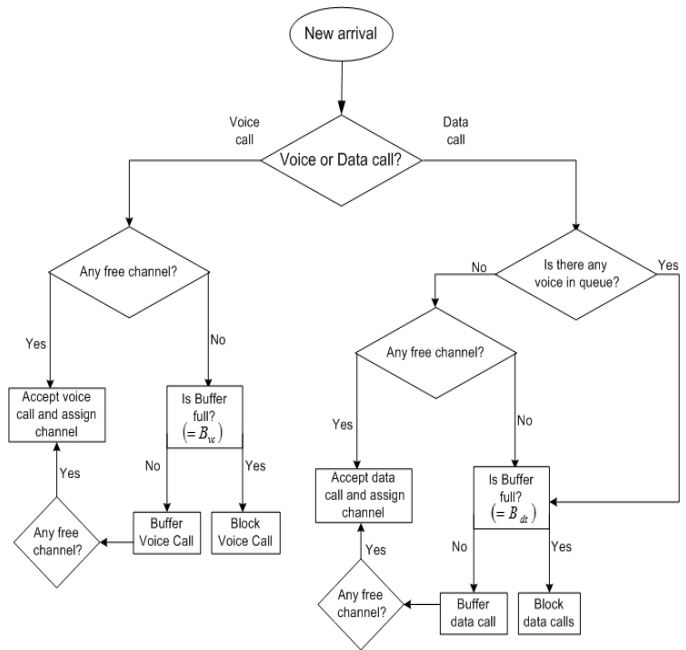 New arrival
Voice
call
Data
call
Voice or Data call?
Any free channel?
Is there any
voice in queue?
No
Yes
Any free channel?
Yes
No
Accept voice
call and assign
channel
Is Buffer
full?
(= B_vc)
Yes
No
Yes
No
Accept data
call and assign
channel
Is Buffer
full?
(= B_dt)
Yes
No
Yes
Any free
channel?
Buffer
Voice Call
Block
Voice Call
Yes
Any free
channel?
Buffer
data call
Block
data calls